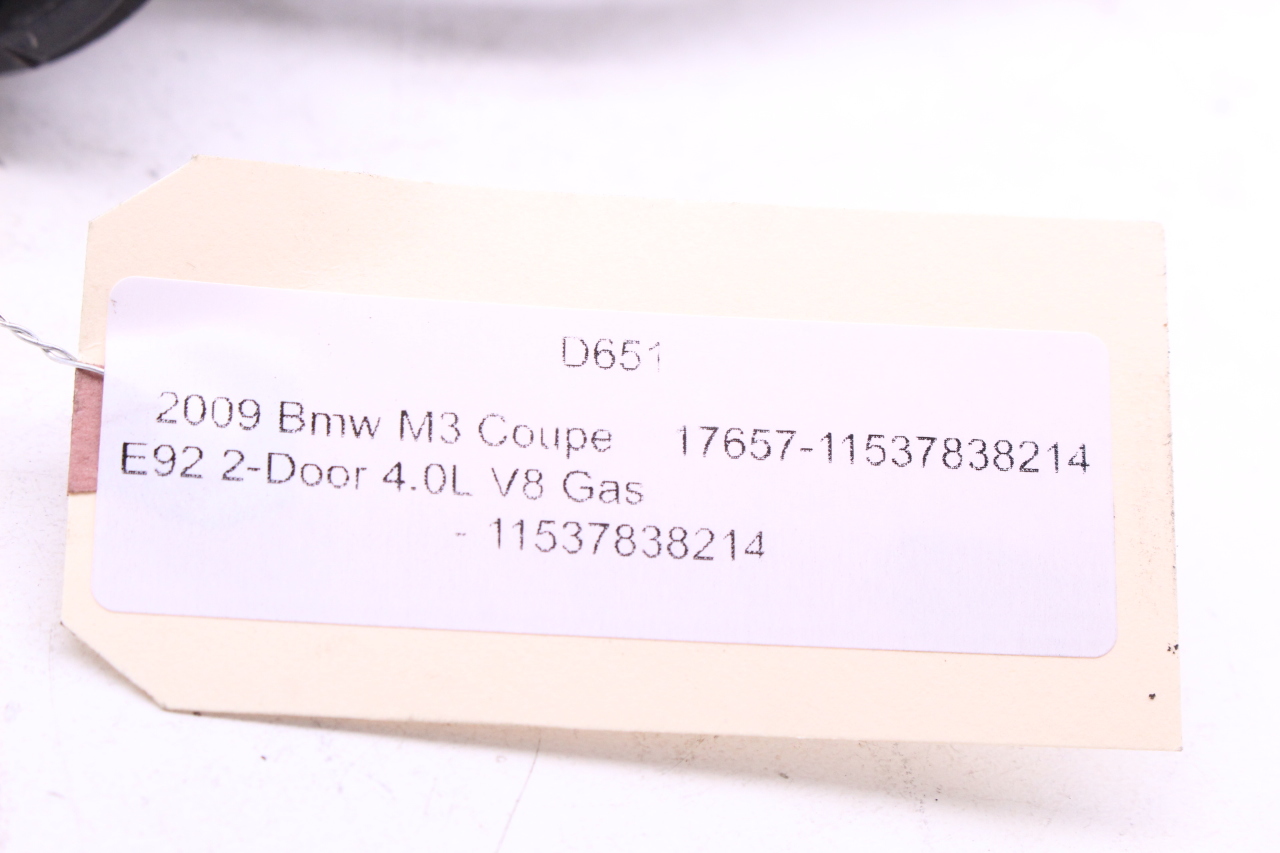 D651
2009 Bmw M3 Coupe 17657-11537838214
E92 2-Door 4.0L V8 Gas
- 11537838214